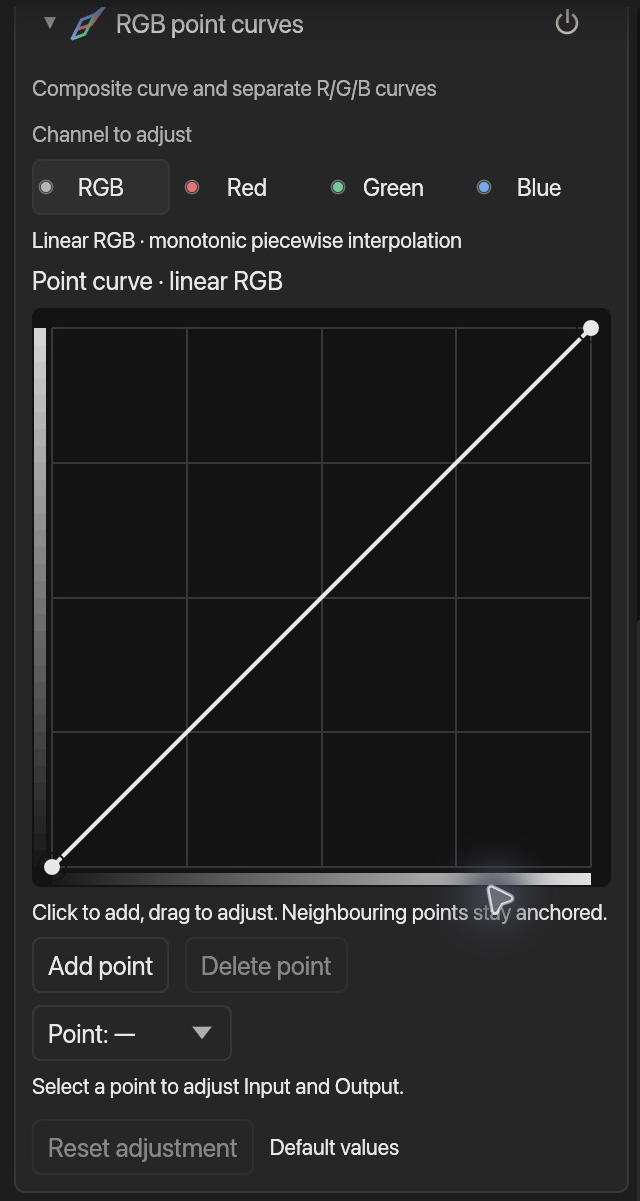 RGB point curves
Composite curve and separate R/G/B curves
Channel to adjust
RGB Red Green Blue
Linear RGB · monotonic piecewise interpolation
Point curve · linear RGB
Click to add, drag to adjust. Neighbouring points stay anchored.
Add point Delete point
Point: —
Select a point to adjust Input and Output.
Reset adjustment Default values